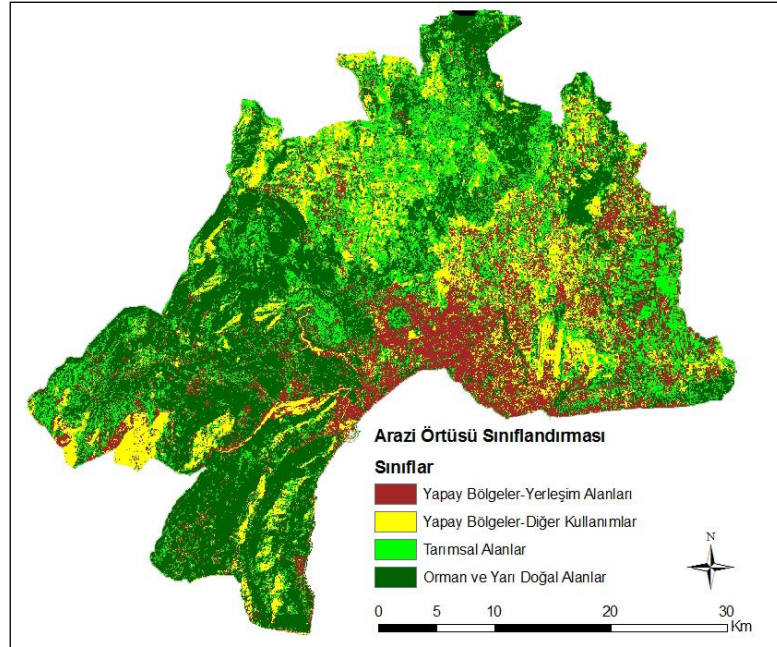 Arazi Örtüsü Sınıflandırması
Sınıflar
Yapay Bölgeler-Yerleşim Alanları
Yapay Bölgeler-Diğer Kullanımlar
Tarımsal Alanlar
Orman ve Yarı Doğal Alanlar
N
0 5 10 20 30
Km